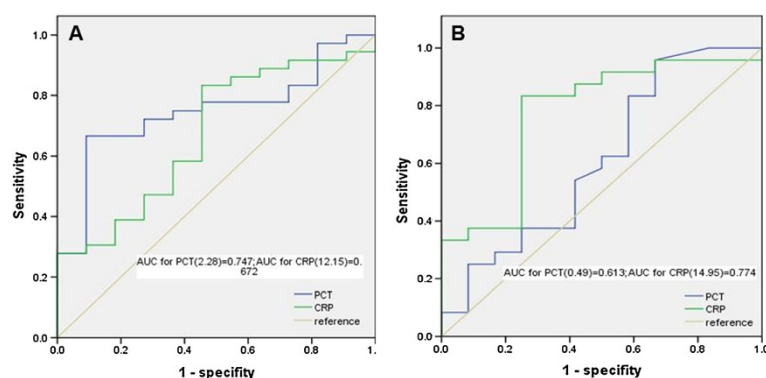 A
1.0
0.8
0.6
0.4
0.2
0.0
Sensitivity
AUC for PCT(2.28)=0.747;AUC for CRP(12.15)=0.
672
PCT
CRP
reference
0.0 0.2 0.4 0.6 0.8 1.
1 - specifity
B
1.0
0.8
0.6
0.4
0.2
0.0
Sensitivity
AUC for PCT(0.49)=0.613;AUC for CRP(14.95)=0.774
PCT
CRP
reference
0.0 0.2 0.4 0.6 0.8 1.0
1 - specifity